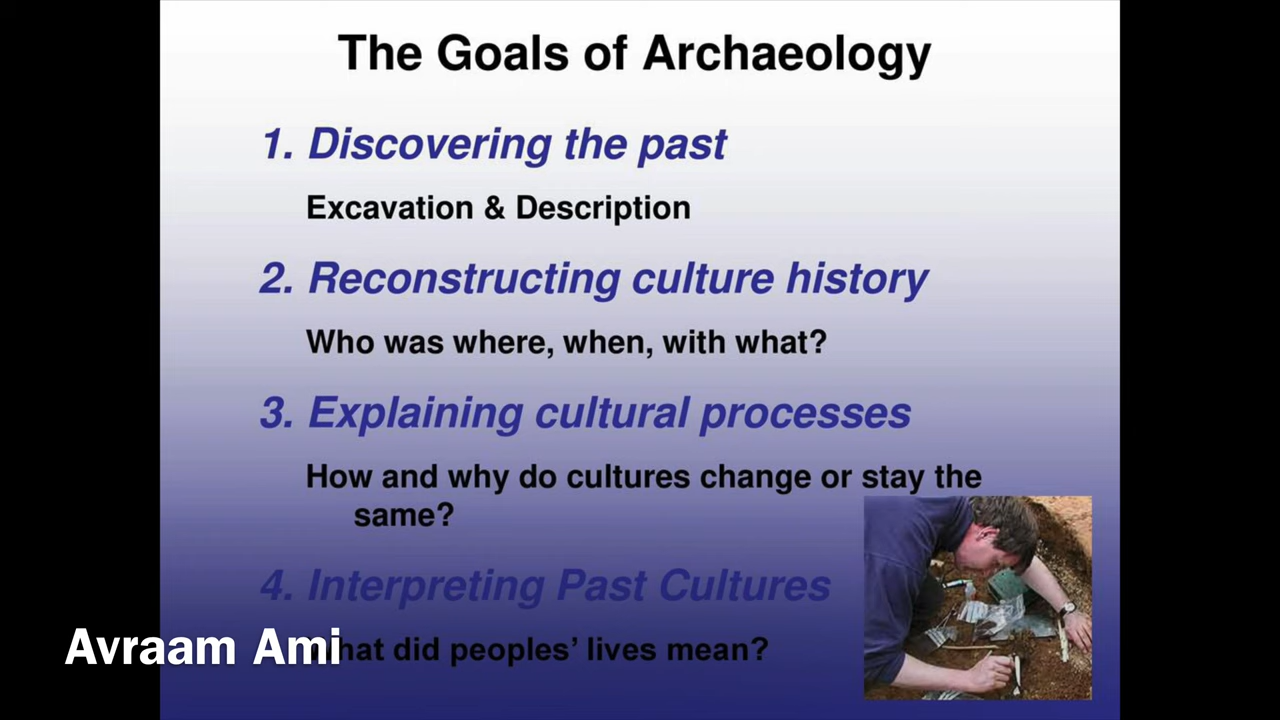 The Goals of Archaeology
1. Discovering the past
Excavation & Description
2. Reconstructing culture history
Who was where, when, with what?
3. Explaining cultural processes
How and why do cultures change or stay the
same?
4. Interpreting Past Cultures
did peoples’ lives mean?
Avraam Ami